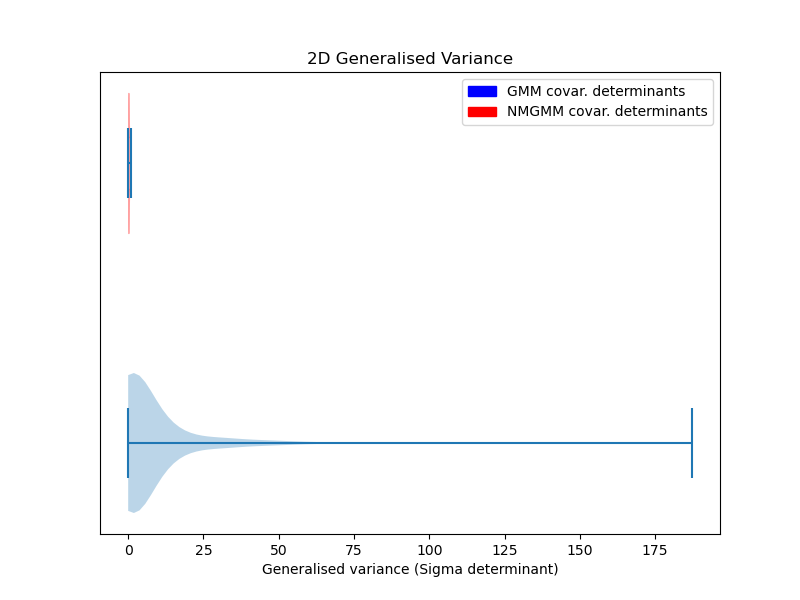 2D Generalised Variance
GMM covar. determinants
NMGMM covar. determinants
0 25 50 75 100 125 150 175
Generalised variance (Sigma determinant)